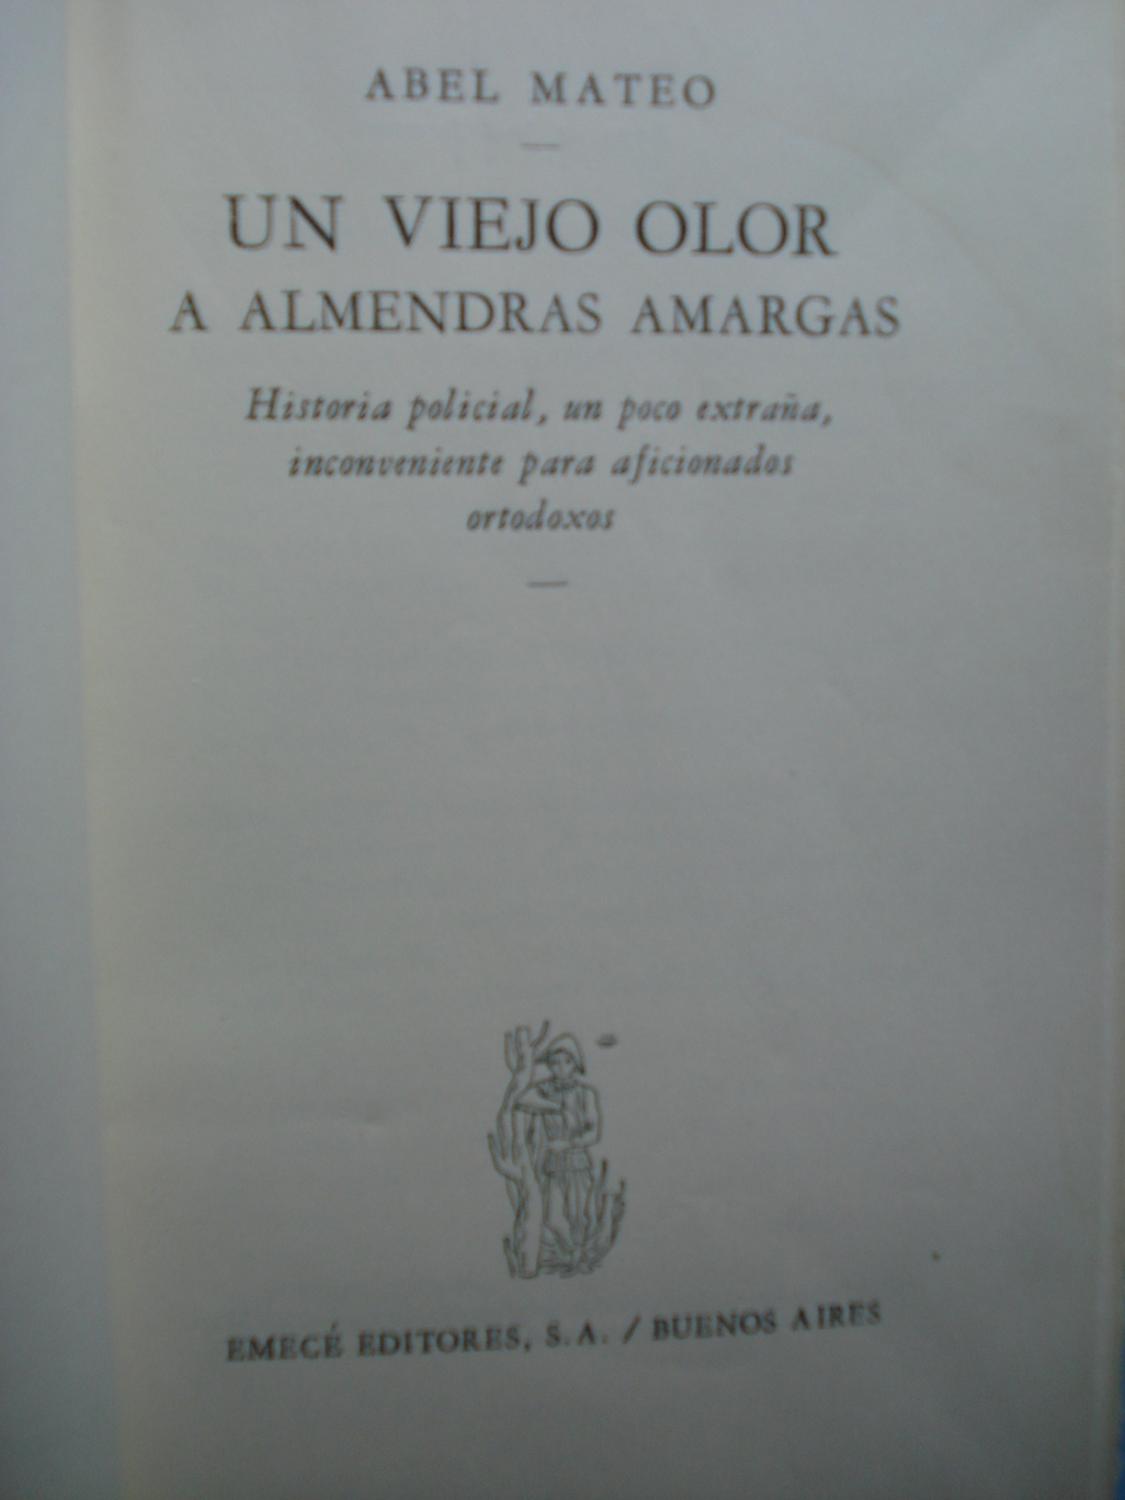 ABEL MATEO
UN VIEJO OLOR
A ALMENDRAS AMARGAS
Historia policial, un poco extraña,
inconveniente para aficionados
ortodoxos
EMECÉ EDITORES, S.A. / BUENOS AIRES